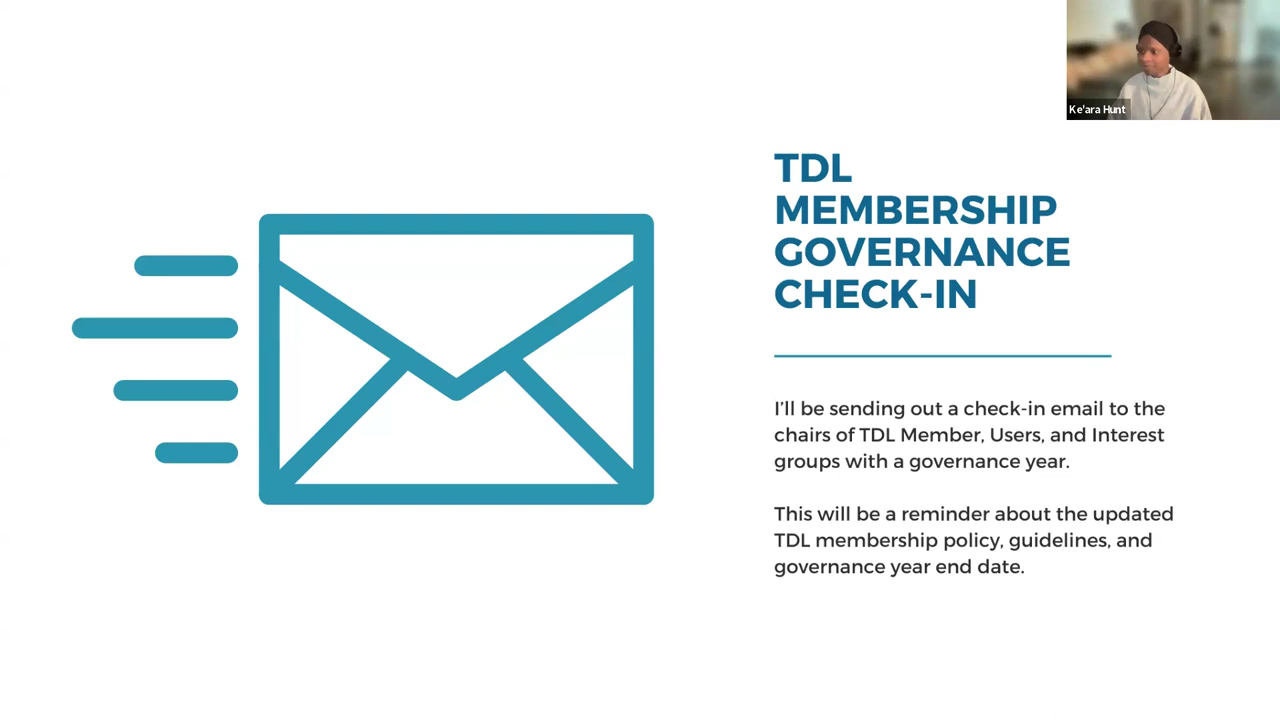 Ke'ara Hunt
TDL
MEMBERSHIP
GOVERNANCE
CHECK-IN
I'll be sending out a check-in email to the
chairs of TDL Member, Users, and Interest
groups with a governance year.
This will be a reminder about the updated
TDL membership policy, guidelines, and
governance year end date.